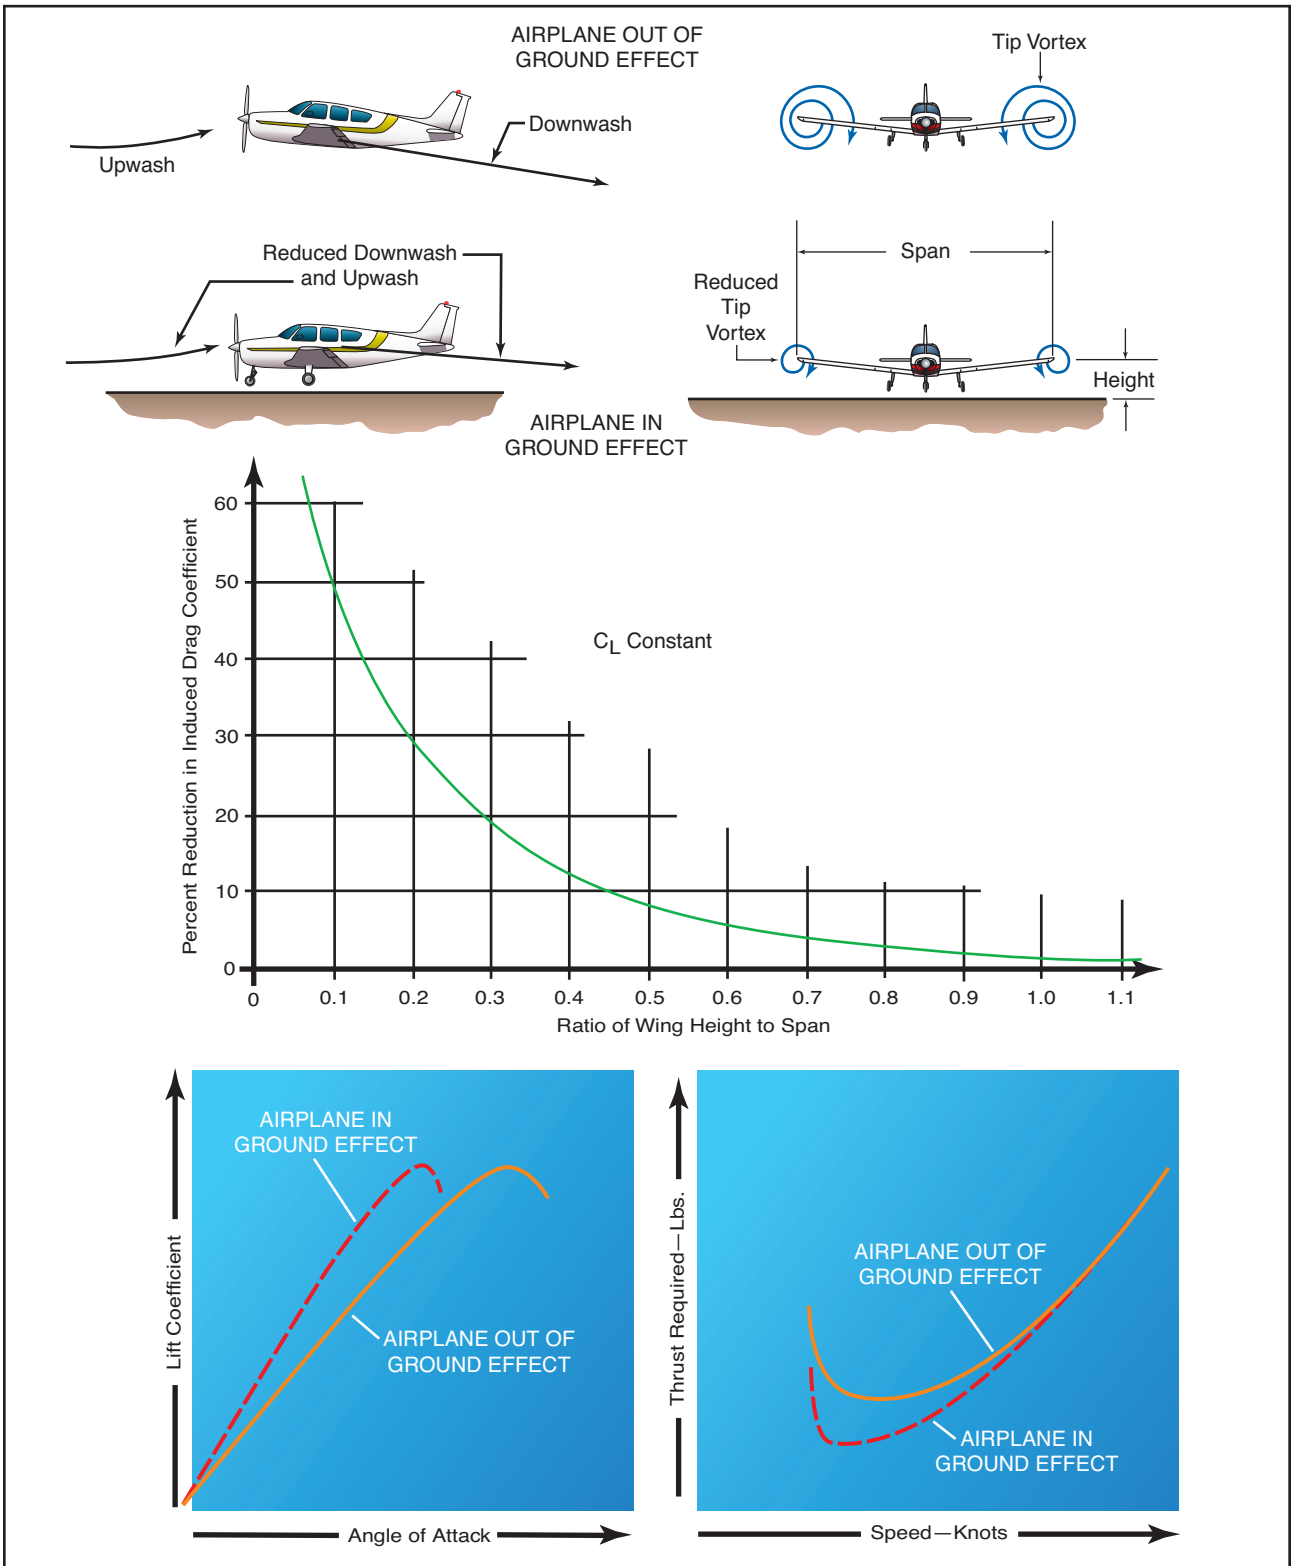 AIRPLANE OUT OF
GROUND EFFECT
Tip Vortex
Downwash
Upwash
Reduced Downwash
and Upwash
Span
Reduced
Tip
Vortex
Height
AIRPLANE IN
GROUND EFFECT
Percent Reduction in Induced Drag Coefficient
60
50
40
30
20
10
0
C_L Constant
0 0.1 0.2 0.3 0.4 0.5 0.6 0.7 0.8 0.9 1.0 1.1
Ratio of Wing Height to Span
Lift Coefficient
AIRPLANE IN
GROUND EFFECT
AIRPLANE OUT OF
GROUND EFFECT
Angle of Attack
Thrust Required—Lbs.
AIRPLANE OUT OF
GROUND EFFECT
AIRPLANE IN
GROUND EFFECT
Speed—Knots